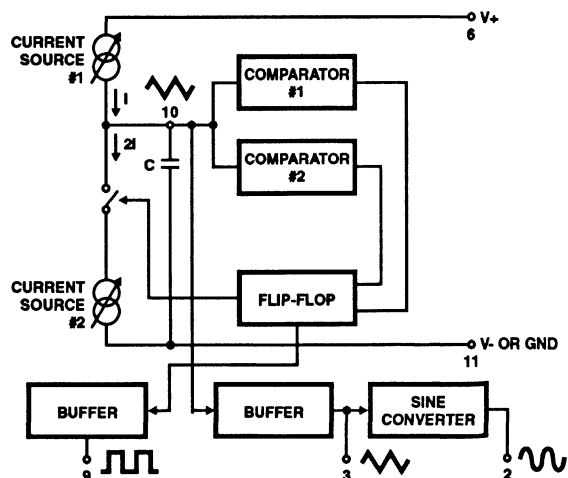 V+
6
CURRENT
SOURCE
#1
I
10
2I
C
COMPARATOR
#1
COMPARATOR
#2
CURRENT
SOURCE
#2
FLIP-FLOP
V- OR GND
11
BUFFER
BUFFER
SINE
CONVERTER
9
3
2